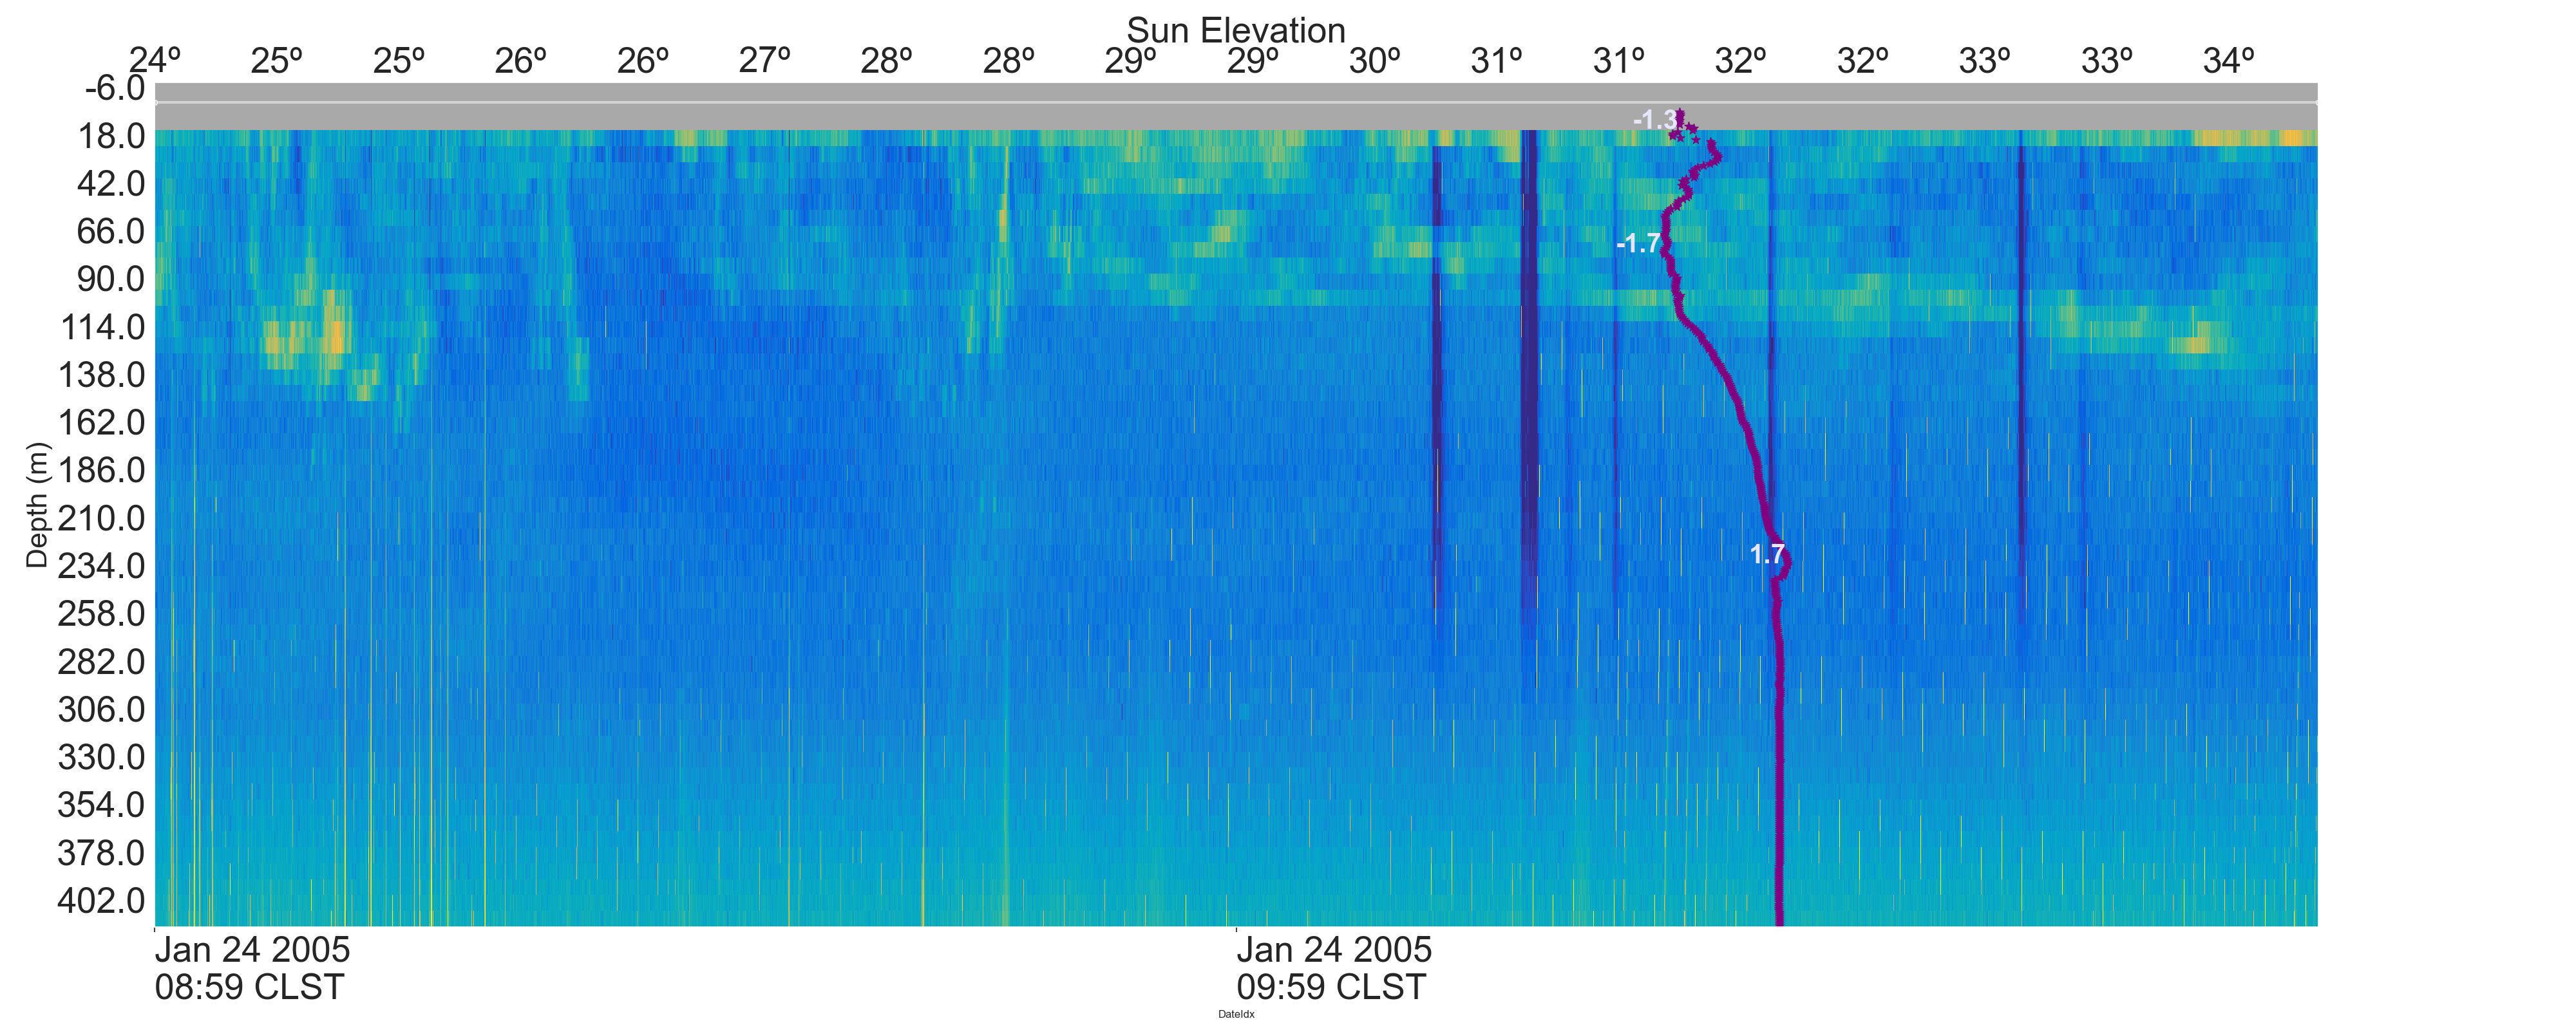 Sun Elevation
24º 25º 25º 26º 26º 27º 28º 28º 29º 29º 30º 31º 31º 32º 32º 33º 33º 34º
-6.0
18.0
42.0
66.0
90.0
114.0
138.0
162.0
186.0
210.0
234.0
258.0
282.0
306.0
330.0
354.0
378.0
402.0
Depth (m)
-1.3
-1.7
1.7
Jan 24 2005
08:59 CLST
Jan 24 2005
09:59 CLST
DateIdx